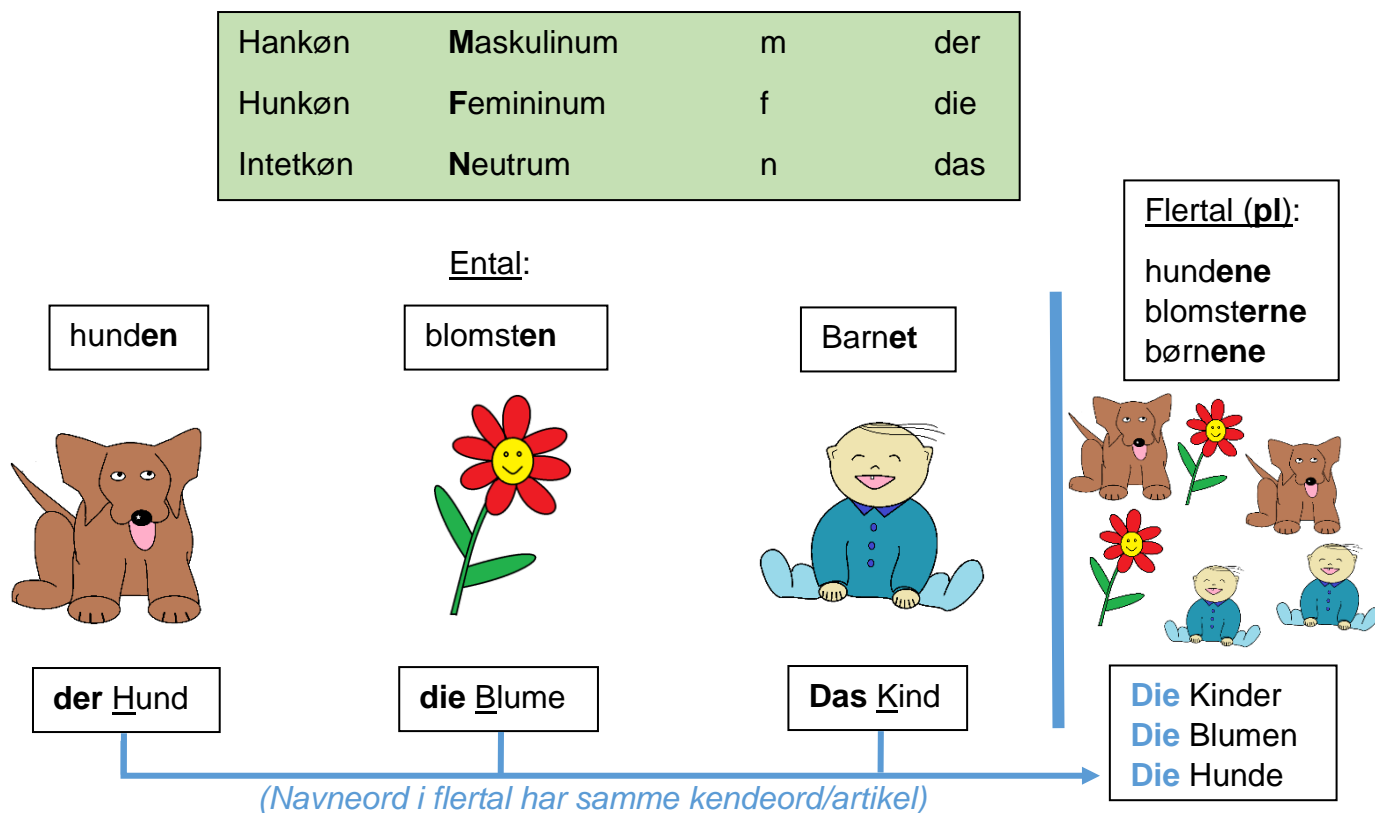 Hankøn Maskulinum m der
Hunkøn Femininum f die
Intetkøn Neutrum n das
Flertal (pl):
hundene
blomsterne
børnene
Ental:
hunden
blomsten
Barnet
der Hund
die Blume
Das Kind
Die Kinder
Die Blumen
Die Hunde
(Navneord i flertal har samme kendeord/artikel)